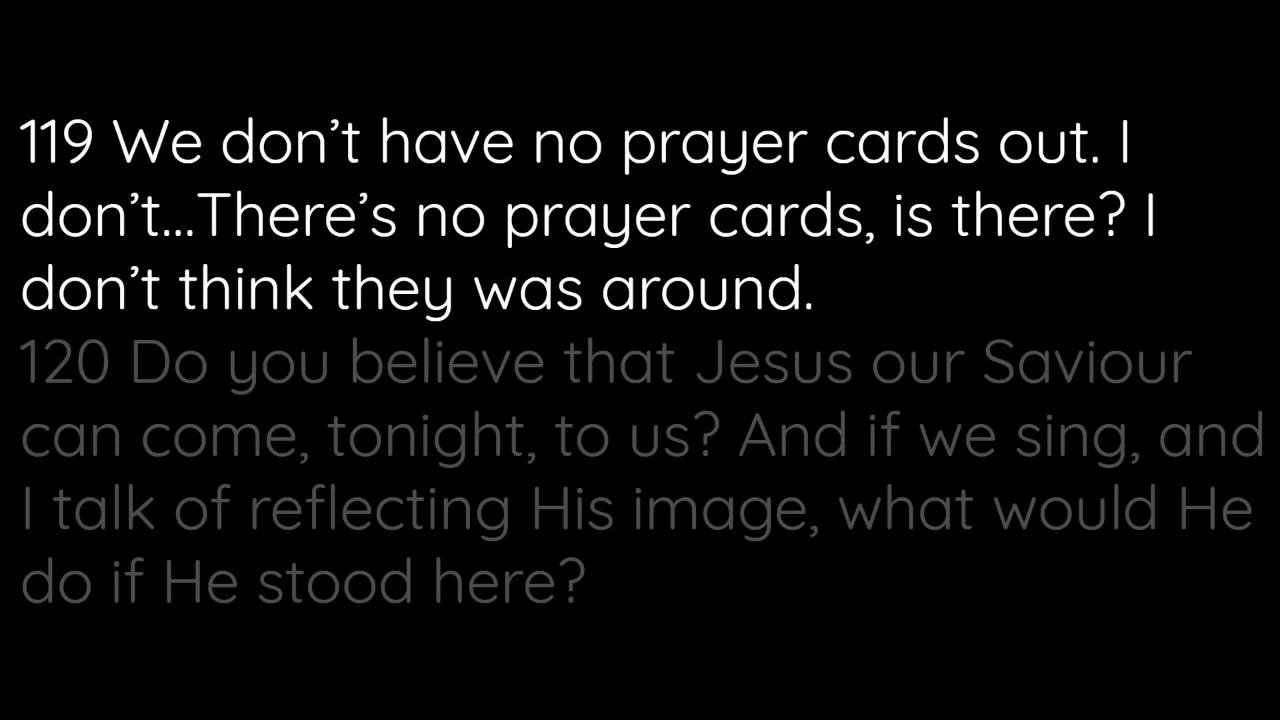 119 We don’t have no prayer cards out. I
don’t...There’s no prayer cards, is there? I
don’t think they was around.
120 Do you believe that Jesus our Saviour
can come, tonight, to us? And if we sing, and
I talk of reflecting His image, what would He
do if He stood here?